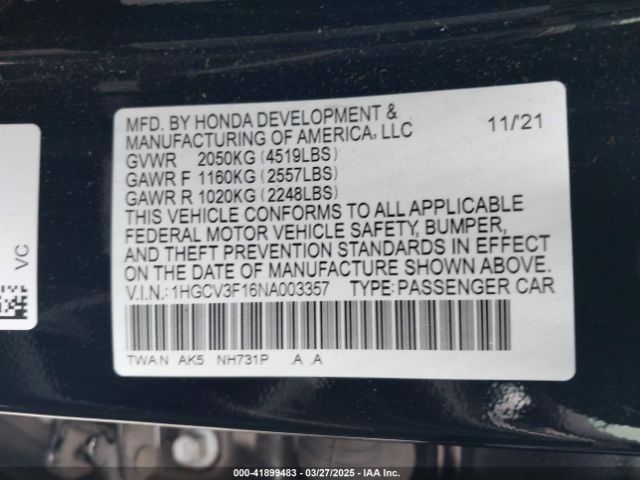 MFD. BY HONDA DEVELOPMENT &
MANUFACTURING OF AMERICA, LLC 11/21
GVWR 2050KG (4519LBS)
GAWR F 1160KG (2557LBS)
GAWR R 1020KG (2248LBS)
THIS VEHICLE CONFORMS TO ALL APPLICABLE
FEDERAL MOTOR VEHICLE SAFETY, BUMPER,
AND THEFT PREVENTION STANDARDS IN EFFECT
ON THE DATE OF MANUFACTURE SHOWN ABOVE.
V.I.N.: 1HGCV3F16NA003357 TYPE: PASSENGER CAR
TWAN AK5 NH731P .A .A
VC
000-41899483 — 03/27/2025 — IAA Inc.